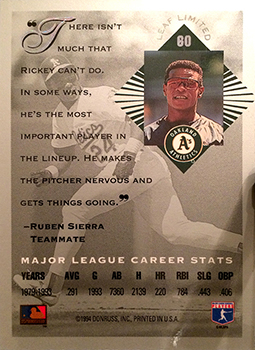 LEAF LIMITED
60
"THERE ISN'T
MUCH THAT
RICKEY CAN'T DO.
IN SOME WAYS,
HE'S THE MOST
IMPORTANT PLAYER IN
THE LINEUP. HE MAKES
THE PITCHER NERVOUS AND
GETS THINGS GOING."
–RUBEN SIERRA
TEAMMATE
OAKLAND
A's
ATHLETICS
MAJOR LEAGUE CAREER STATS
YEARS AVG G AB H HR RBI SLG OBP
1979-1993 .291 1993 7360 2139 220 784 .443 .406
©1994 DONRUSS, INC., PRINTED IN U.S.A.